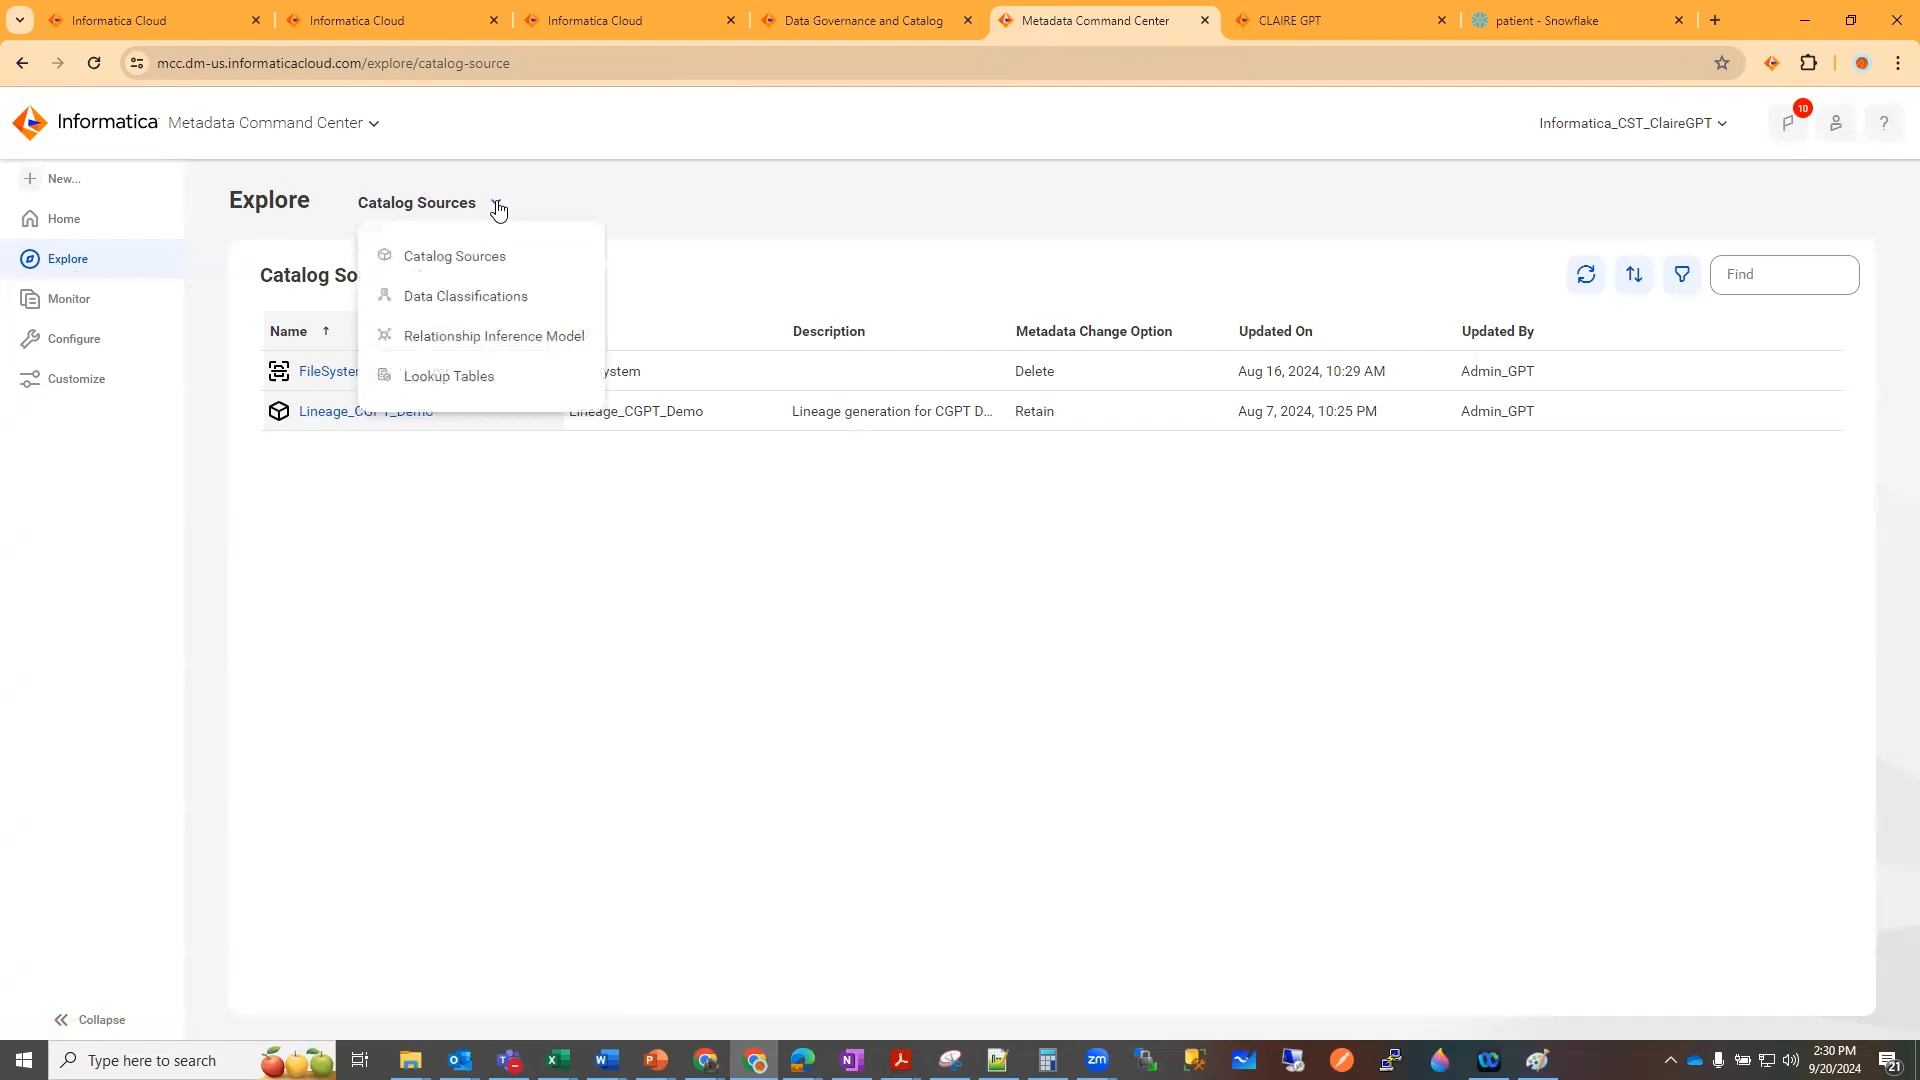 Informatica Cloud
Informatica Cloud
Informatica Cloud
Data Governance and Catalog
Metadata Command Center
CLAIRE GPT
patient - Snowflake
mcc.dm-us.informaticacloud.com/explore/catalog-source
Informatica Metadata Command Center
Informatica_CST_ClaireGPT
10
?
New...
Home
Explore
Monitor
Configure
Customize
Collapse
Explore
Catalog Sources
Catalog Sources
Data Classifications
Relationship Inference Model
Lookup Tables
Catalog So
Find
Name ↑ Description Metadata Change Option Updated On Updated By
FileSyster ystem Delete Aug 16, 2024, 10:29 AM Admin_GPT
Lineage_CGPT_Demo Lineage_CGPT_Demo Lineage generation for CGPT D... Retain Aug 7, 2024, 10:25 PM Admin_GPT
Type here to search
2:30 PM
9/20/2024
21